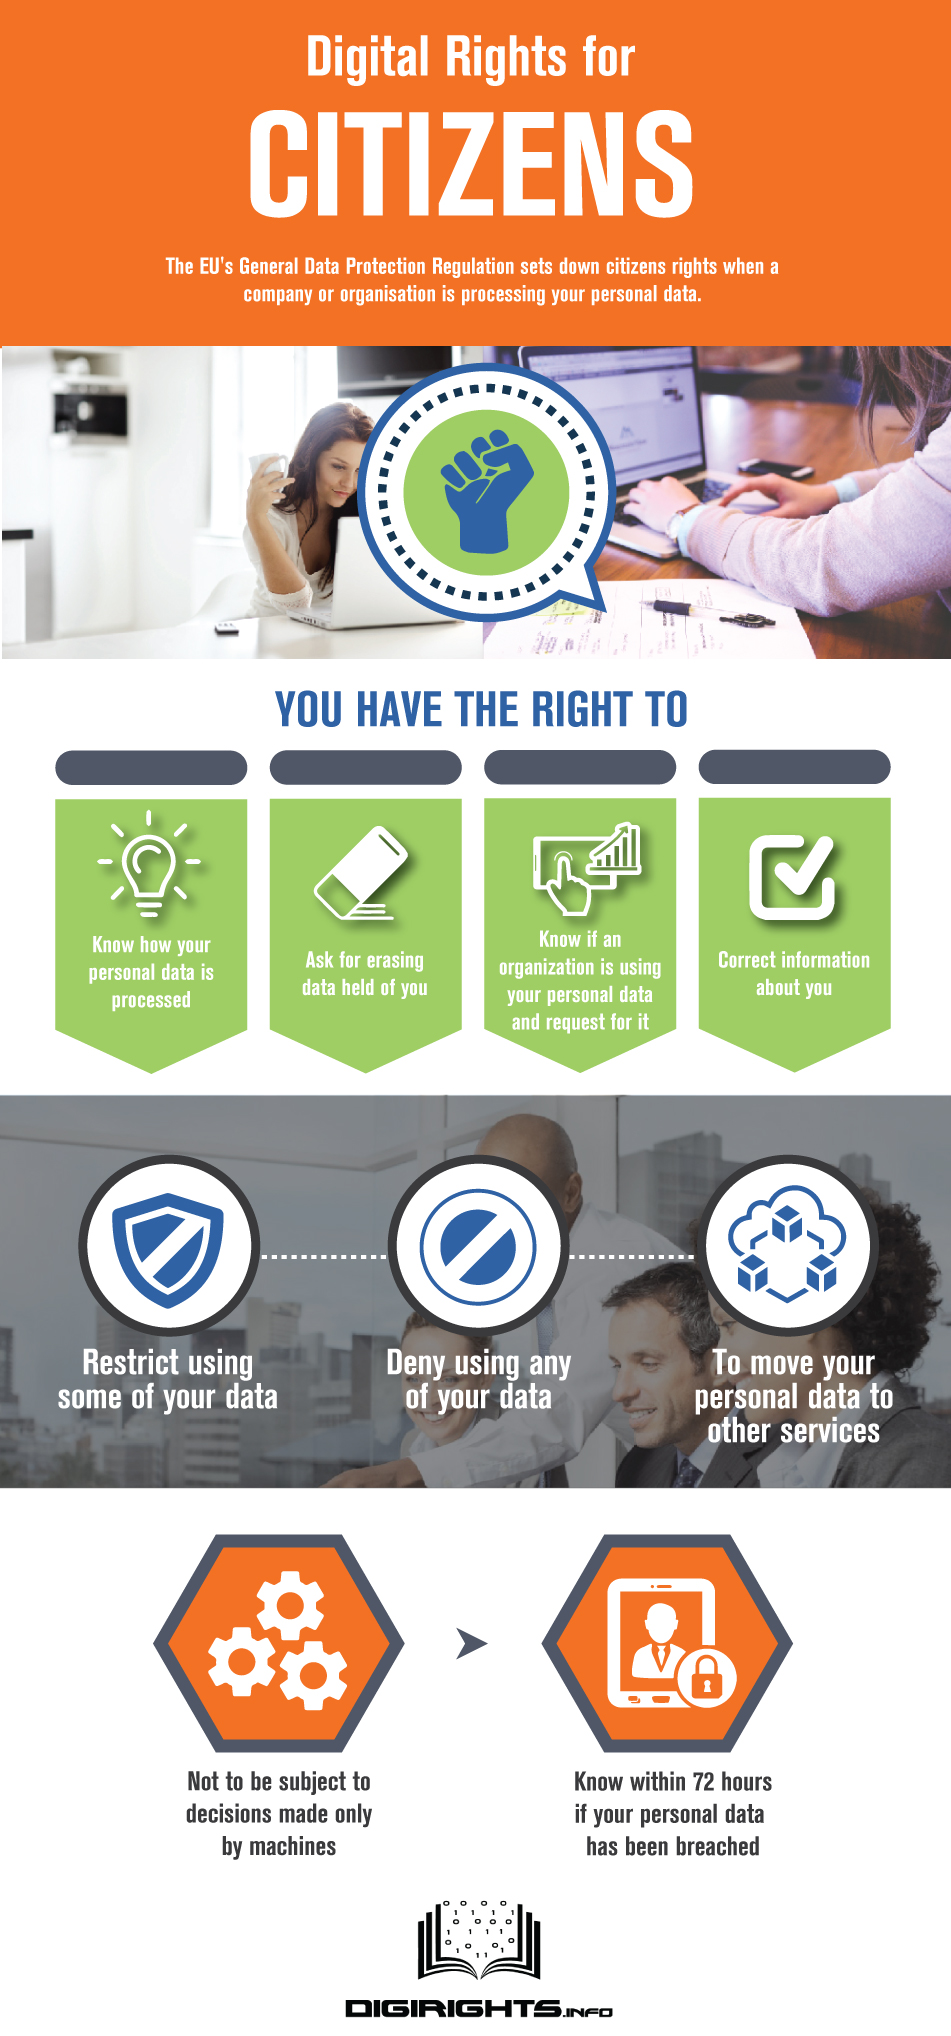 Digital Rights for
CITIZENS
The EU's General Data Protection Regulation sets down citizens rights when a
company or organisation is processing your personal data.
YOU HAVE THE RIGHT TO
Know how your
personal data is
processed
Ask for erasing
data held of you
Know if an
organization is using
your personal data
and request for it
Correct information
about you
Restrict using
some of your data
Deny using any
of your data
To move your
personal data to
other services
Not to be subject to
decisions made only
by machines
Know within 72 hours
if your personal data
has been breached
DIGIRIGHTS.INFO